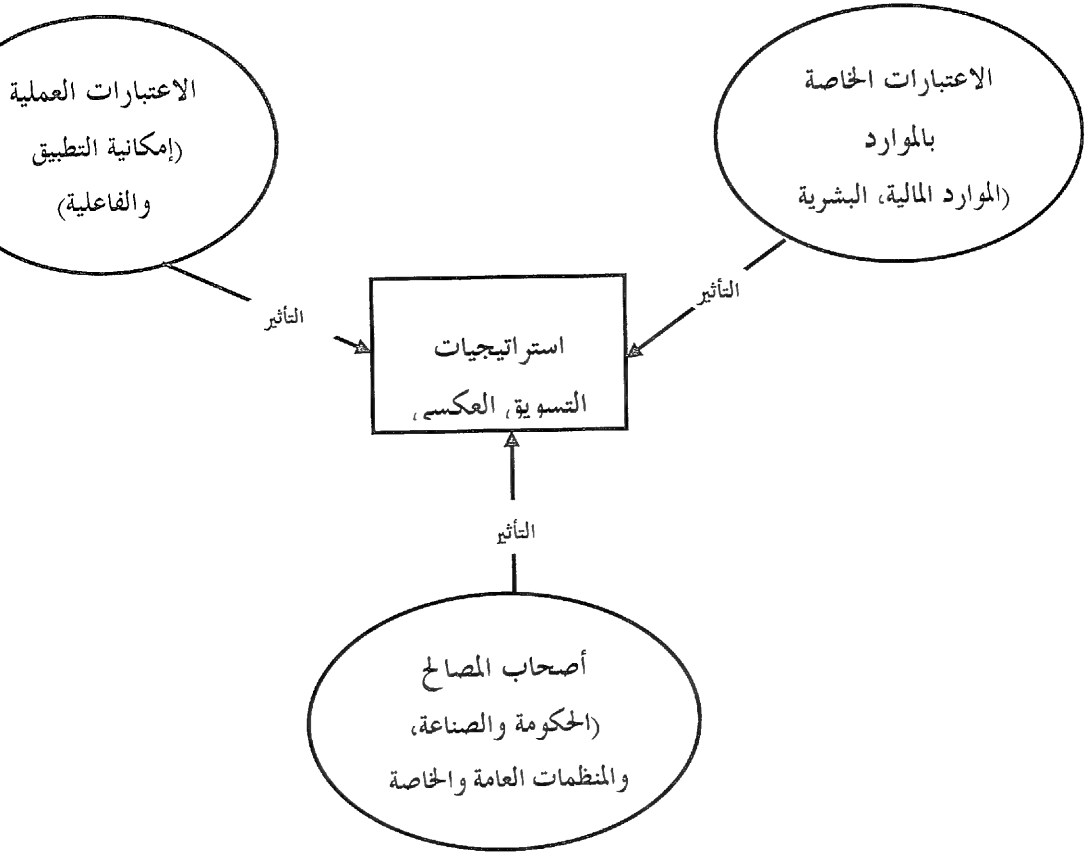 الاعتبارات الخاصة
بالموارد
(الموارد المالية، البشرية
الاعتبارات العملية
(إمكانية التطبيق
والفاعلية)
التأثير
التأثير
استراتيجيات
التسويق العكسي
التأثير
أصحاب المصالح
(الحكومة والصناعة،
والمنظمات العامة والخاصة